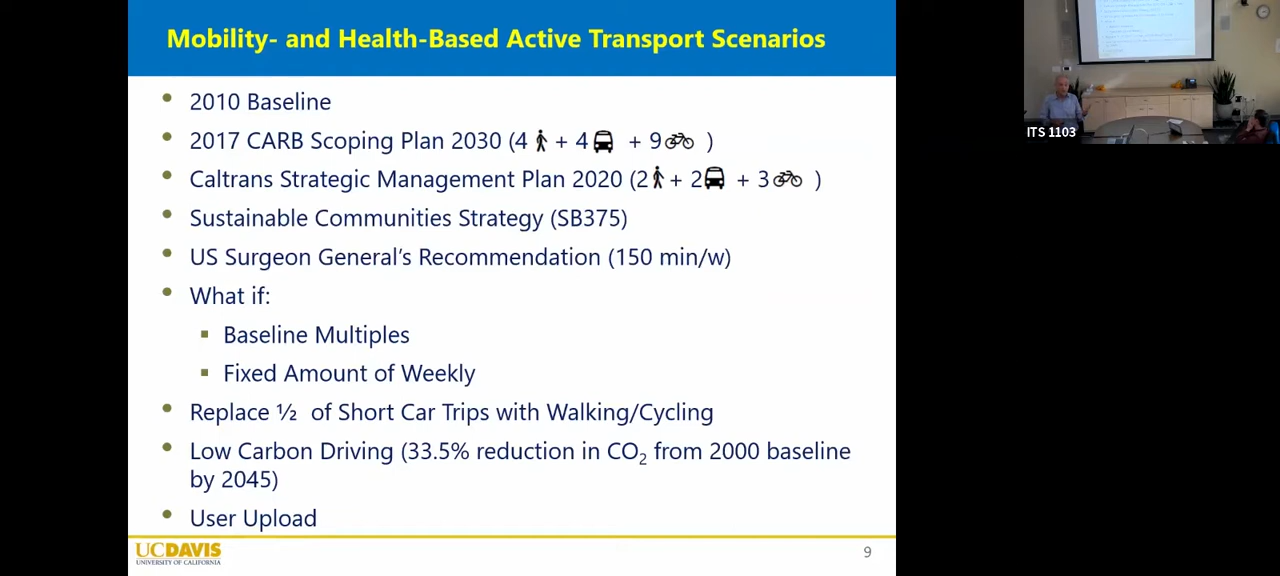 Mobility- and Health-Based Active Transport Scenarios
• 2010 Baseline
• 2017 CARB Scoping Plan 2030 (4 + 4 + 9 )
• Caltrans Strategic Management Plan 2020 (2 + 2 + 3 )
• Sustainable Communities Strategy (SB375)
• US Surgeon General's Recommendation (150 min/w)
• What if:
▪ Baseline Multiples
▪ Fixed Amount of Weekly
• Replace ½ of Short Car Trips with Walking/Cycling
• Low Carbon Driving (33.5% reduction in CO₂ from 2000 baseline
by 2045)
• User Upload
UCDAVIS
UNIVERSITY OF CALIFORNIA
9
ITS 1103